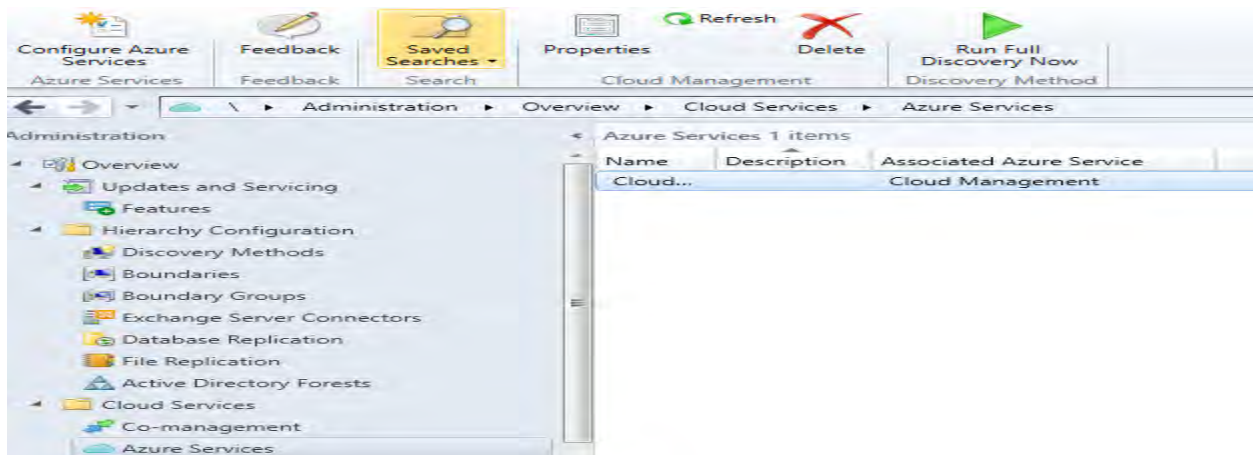 Configure Azure Services
Feedback
Saved Searches
Properties
Refresh
Delete
Run Full Discovery Now
Azure Services
Feedback
Search
Cloud Management
Discovery Method
\ Administration Overview Cloud Services Azure Services
Administration
Overview
Updates and Servicing
Features
Hierarchy Configuration
Discovery Methods
Boundaries
Boundary Groups
Exchange Server Connectors
Database Replication
File Replication
Active Directory Forests
Cloud Services
Co-management
Azure Services
Azure Services 1 items
Name Description Associated Azure Service
Cloud... Cloud Management